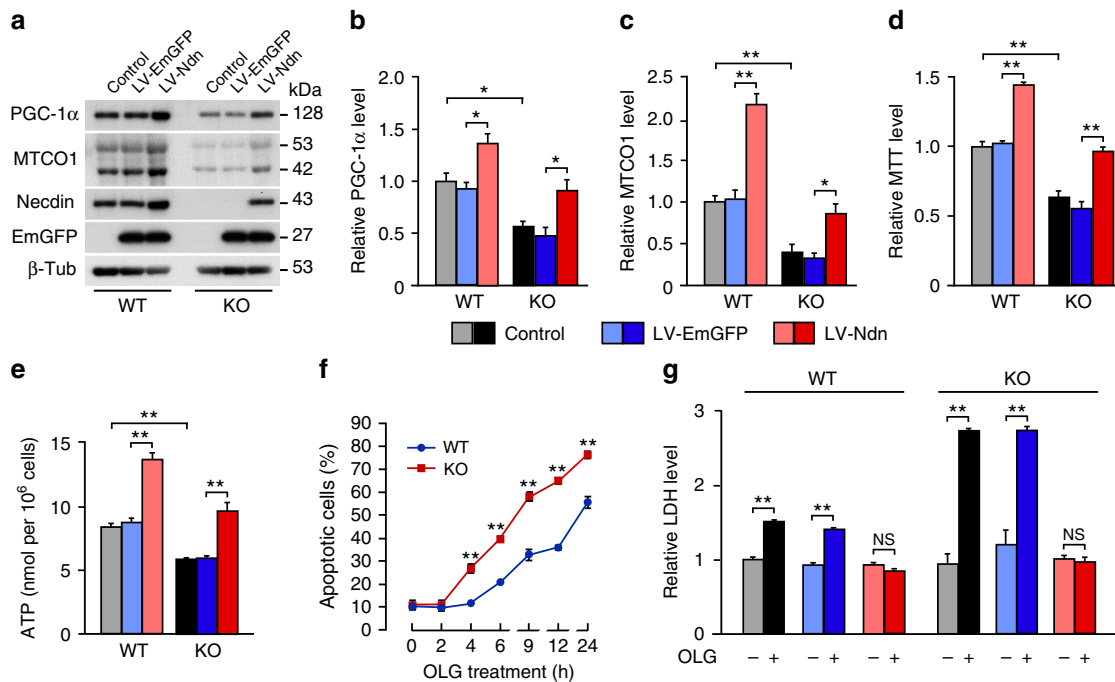 a
Control
LV-EmGFP
LV-Ndn
Control
LV-EmGFP
LV-Ndn
kDa
PGC-1α
128
MTCO1
53
42
Necdin
43
EmGFP
27
β-Tub
53
WT
KO
b
Relative PGC-1α level
2.0
1.5
1.0
0.5
0
*
*
*
WT
KO
c
Relative MTCO1 level
2.5
2.0
1.5
1.0
0.5
0
**
**
*
WT
KO
d
Relative MTT level
1.5
1.0
0.5
0
**
**
**
WT
KO
Control
LV-EmGFP
LV-Ndn
e
ATP (nmol per 10⁶ cells)
15
10
5
0
**
**
**
WT
KO
f
Apoptotic cells (%)
90
80
70
60
50
40
30
20
10
0
WT
KO
**
**
**
**
**
0 2 4 6 9 12 24
OLG treatment (h)
g
WT
KO
Relative LDH level
3
2
1
0
**
**
NS
**
**
NS
OLG − + − + − + − + − + − +